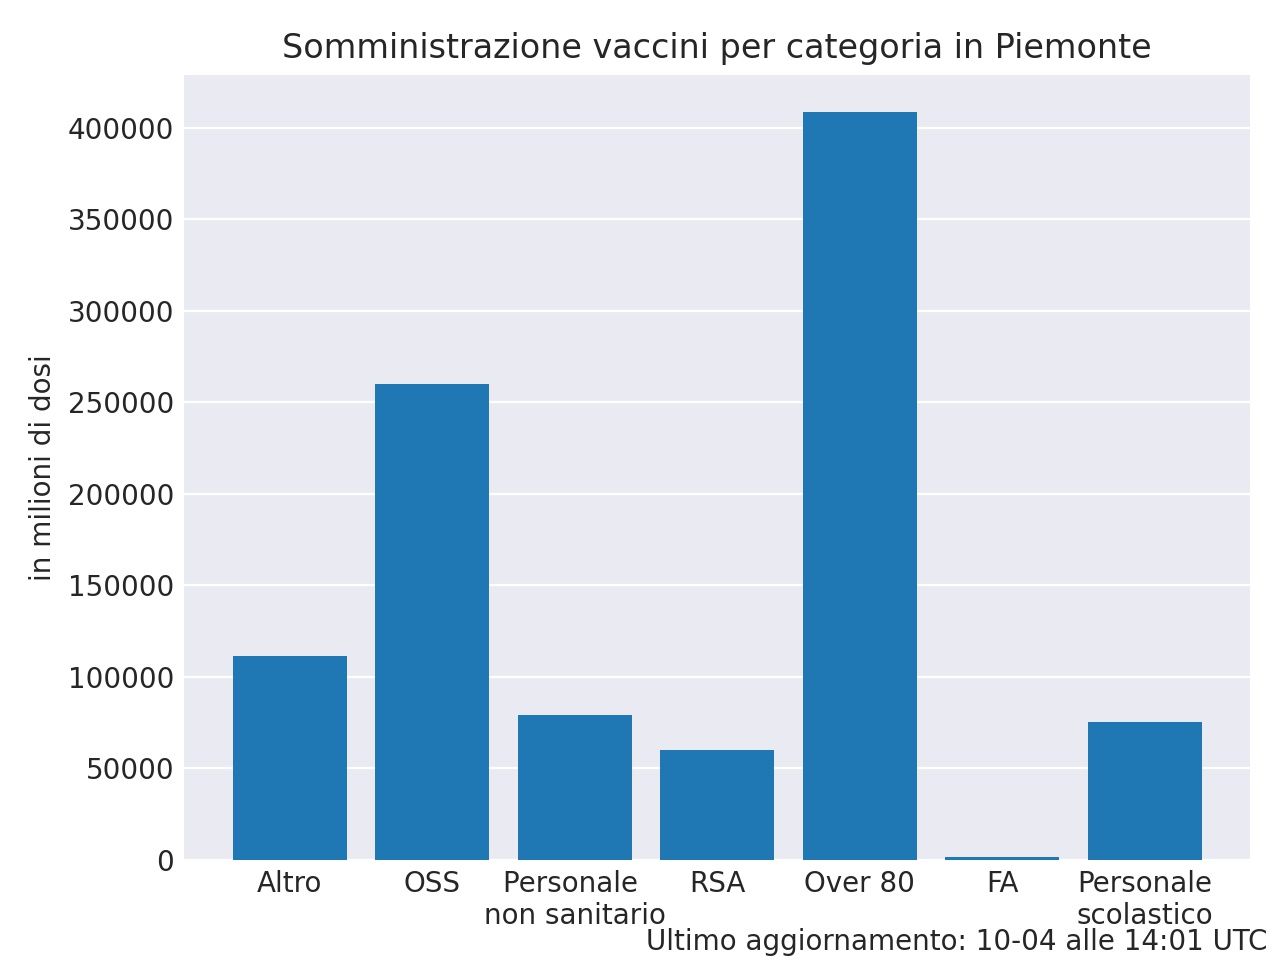 Somministrazione vaccini per categoria in Piemonte
in milioni di dosi
400000
350000
300000
250000
200000
150000
100000
50000
0
Altro
OSS
Personale
non sanitario
RSA
Over 80
FA
Personale
scolastico
Ultimo aggiornamento: 10-04 alle 14:01 UTC